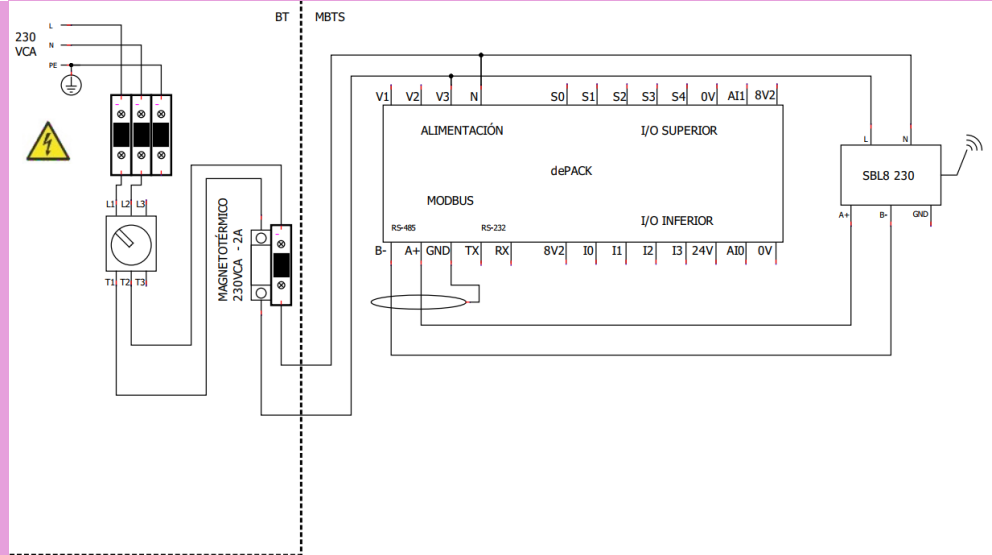 BT
MBTS
230
VCA
L
N
PE
V1 V2 V3 N S0 S1 S2 S3 S4 0V AI1 8V2
ALIMENTACIÓN
I/O SUPERIOR
dePACK
MODBUS
I/O INFERIOR
RS-485
RS-232
B- A+ GND TX RX 8V2 I0 I1 I2 I3 24V AI0 0V
L N
SBL8 230
A+ B- GND
L1 L2 L3
T1 T2 T3
MAGNETOTÉRMICO
230VCA - 2A